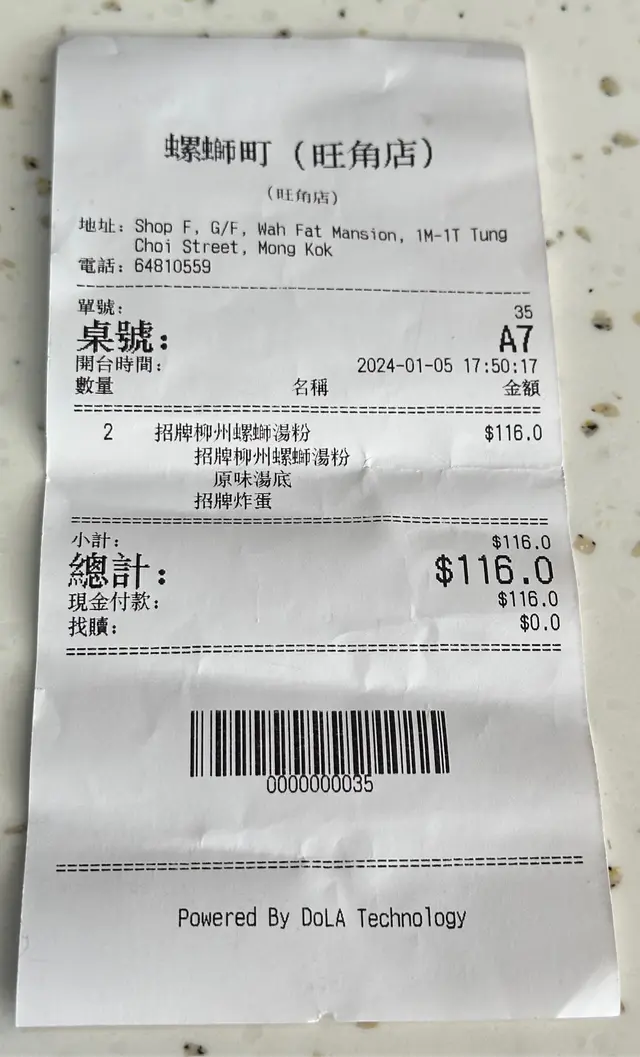 螺螄町（旺角店）
（旺角店）
地址: Shop F, G/F, Wah Fat Mansion, 1M-1T Tung
Choi Street, Mong Kok
電話: 64810559
單號: 35
桌號: A7
開台時間: 2024-01-05 17:50:17
數量 名稱 金額
2 招牌柳州螺螄湯粉 $116.0
招牌柳州螺螄湯粉
原味湯底
招牌炸蛋
小計: $116.0
總計: $116.0
現金付款: $116.0
找贖: $0.0
0000000035
Powered By DoLA Technology